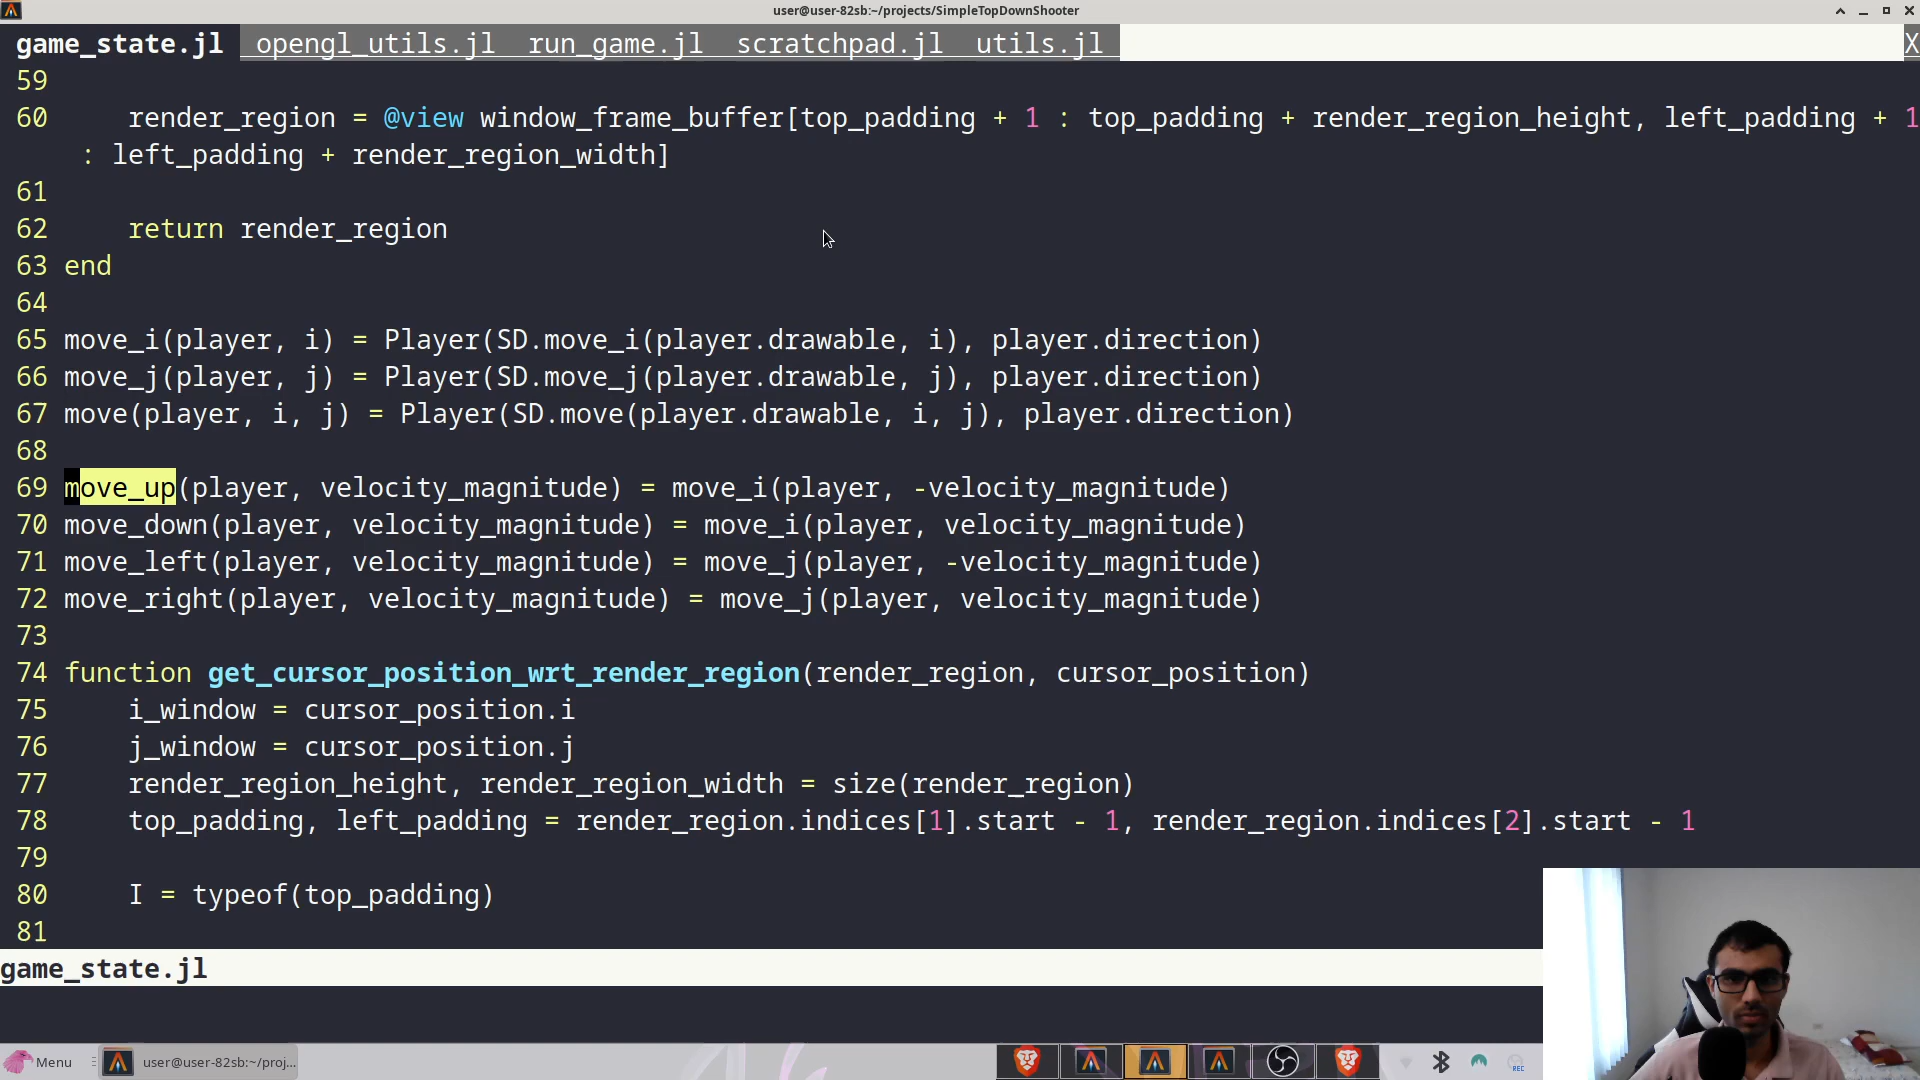 user@user-82sb:~/projects/SimpleTopDownShooter
game_state.jl opengl_utils.jl run_game.jl scratchpad.jl utils.jl X
59
60 render_region = @view window_frame_buffer[top_padding + 1 : top_padding + render_region_height, left_padding + 1
: left_padding + render_region_width]
61
62 return render_region
63 end
64
65 move_i(player, i) = Player(SD.move_i(player.drawable, i), player.direction)
66 move_j(player, j) = Player(SD.move_j(player.drawable, j), player.direction)
67 move(player, i, j) = Player(SD.move(player.drawable, i, j), player.direction)
68
69 move_up(player, velocity_magnitude) = move_i(player, -velocity_magnitude)
70 move_down(player, velocity_magnitude) = move_i(player, velocity_magnitude)
71 move_left(player, velocity_magnitude) = move_j(player, -velocity_magnitude)
72 move_right(player, velocity_magnitude) = move_j(player, velocity_magnitude)
73
74 function get_cursor_position_wrt_render_region(render_region, cursor_position)
75 i_window = cursor_position.i
76 j_window = cursor_position.j
77 render_region_height, render_region_width = size(render_region)
78 top_padding, left_padding = render_region.indices[1].start - 1, render_region.indices[2].start - 1
79
80 I = typeof(top_padding)
81
game_state.jl
Menu user@user-82sb:~/proj... REC